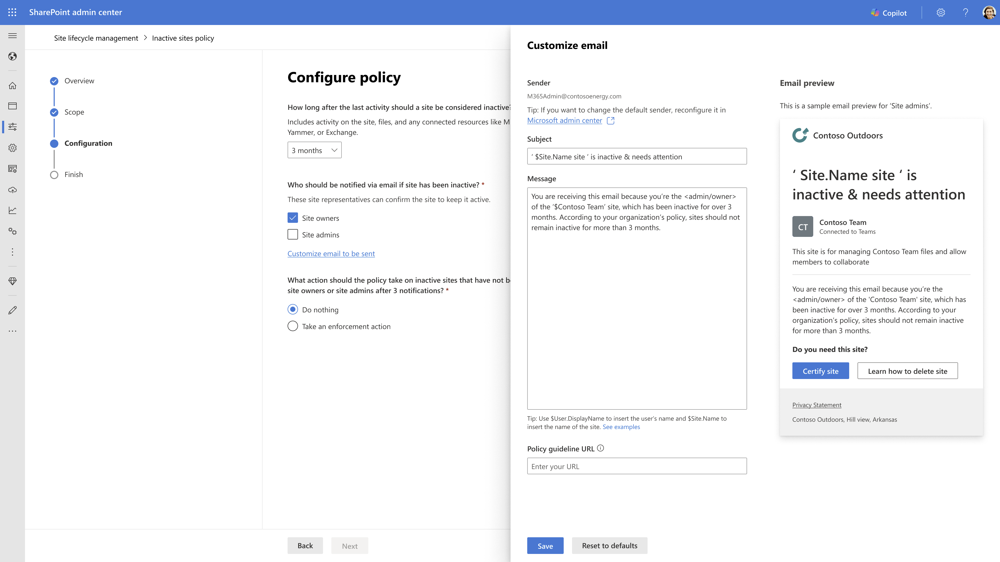 SharePoint admin center
Copilot
Site lifecycle management > Inactive sites policy
Overview
Scope
Configuration
Finish
Configure policy
How long after the last activity should a site be considered inactive?
Includes activity on the site, files, and any connected resources like M
Yammer, or Exchange.
3 months
Who should be notified via email if site has been inactive? *
These site representatives can confirm the site to keep it active.
Site owners
Site admins
Customize email to be sent
What action should the policy take on inactive sites that have not b
site owners or site admins after 3 notifications? *
Do nothing
Take an enforcement action
Back
Next
Customize email
Sender
M365Admin@contosoenergy.com
Tip: If you want to change the default sender, reconfigure it in
Microsoft admin center
Subject
‘ $Site.Name site ‘ is inactive & needs attention
Message
You are receiving this email because you’re the <admin/owner>
of the ‘$Contoso Team’ site, which has been inactive for over 3
months. According to your organization’s policy, sites should not
remain inactive for more than 3 months.
Tip: Use $User.DisplayName to insert the user’s name and $Site.Name to
insert the name of the site. See examples
Policy guideline URL
Enter your URL
Save
Reset to defaults
Email preview
This is a sample email preview for ‘Site admins’.
Contoso Outdoors
‘ Site.Name site ‘ is
inactive & needs attention
CT
Contoso Team
Connected to Teams
This site is for managing Contoso Team files and allow
members to collaborate
You are receiving this email because you’re the
<admin/owner> of the 'Contoso Team' site, which has
been inactive for over 3 months. According to your
organization’s policy, sites should not remain inactive
for more than 3 months.
Do you need this site?
Certify site
Learn how to delete site
Privacy Statement
Contoso Outdoors, Hill view, Arkansas